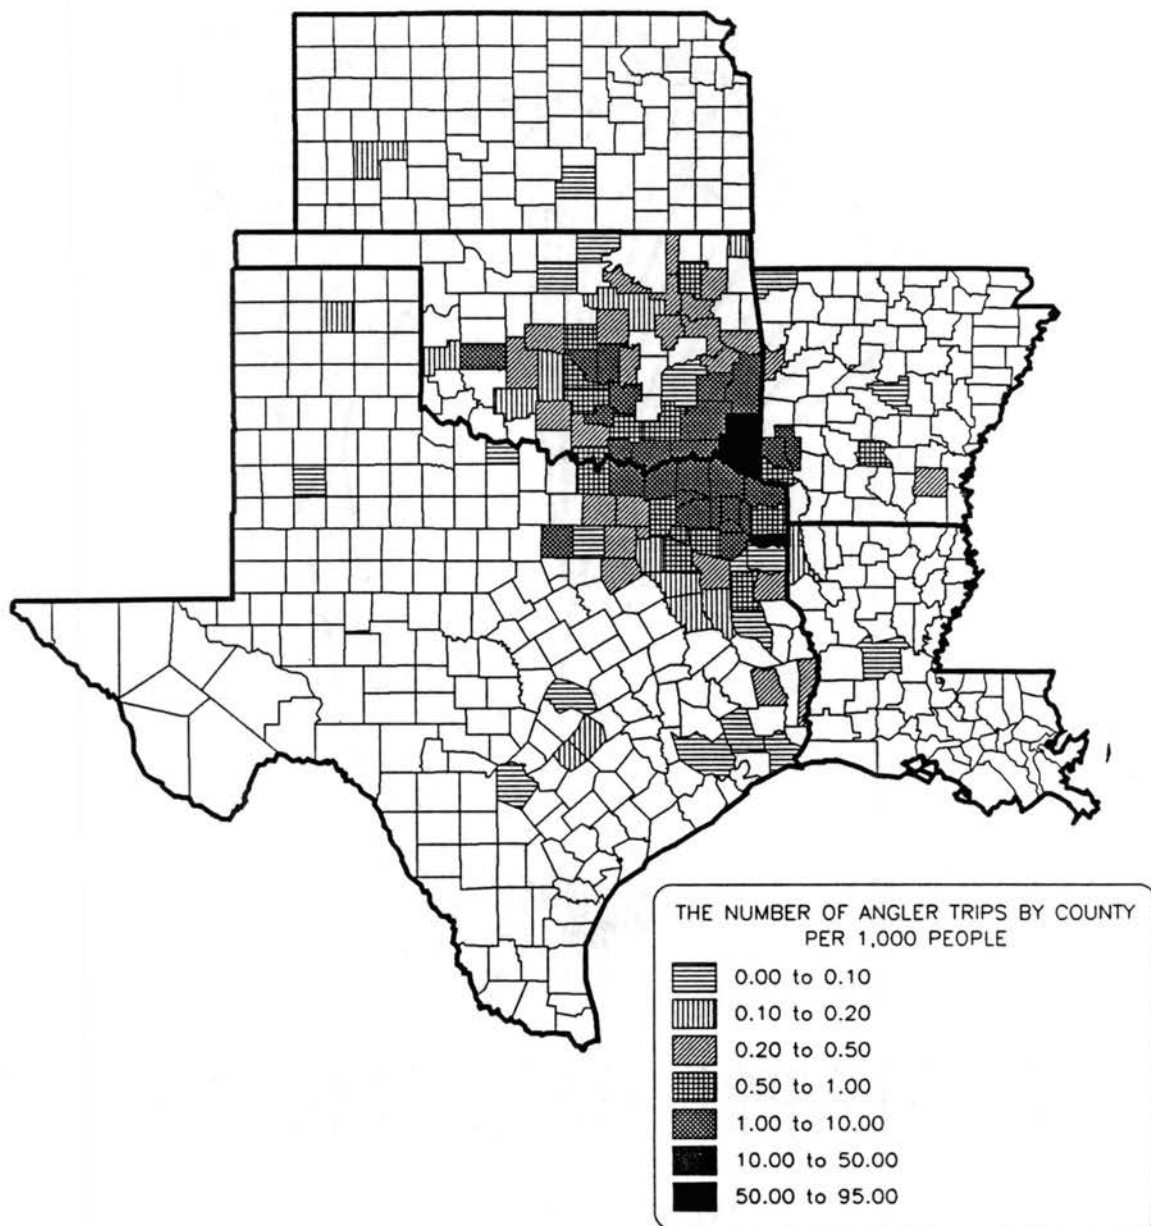 THE NUMBER OF ANGLER TRIPS BY COUNTY
PER 1,000 PEOPLE
0.00 to 0.10
0.10 to 0.20
0.20 to 0.50
0.50 to 1.00
1.00 to 10.00
10.00 to 50.00
50.00 to 95.00